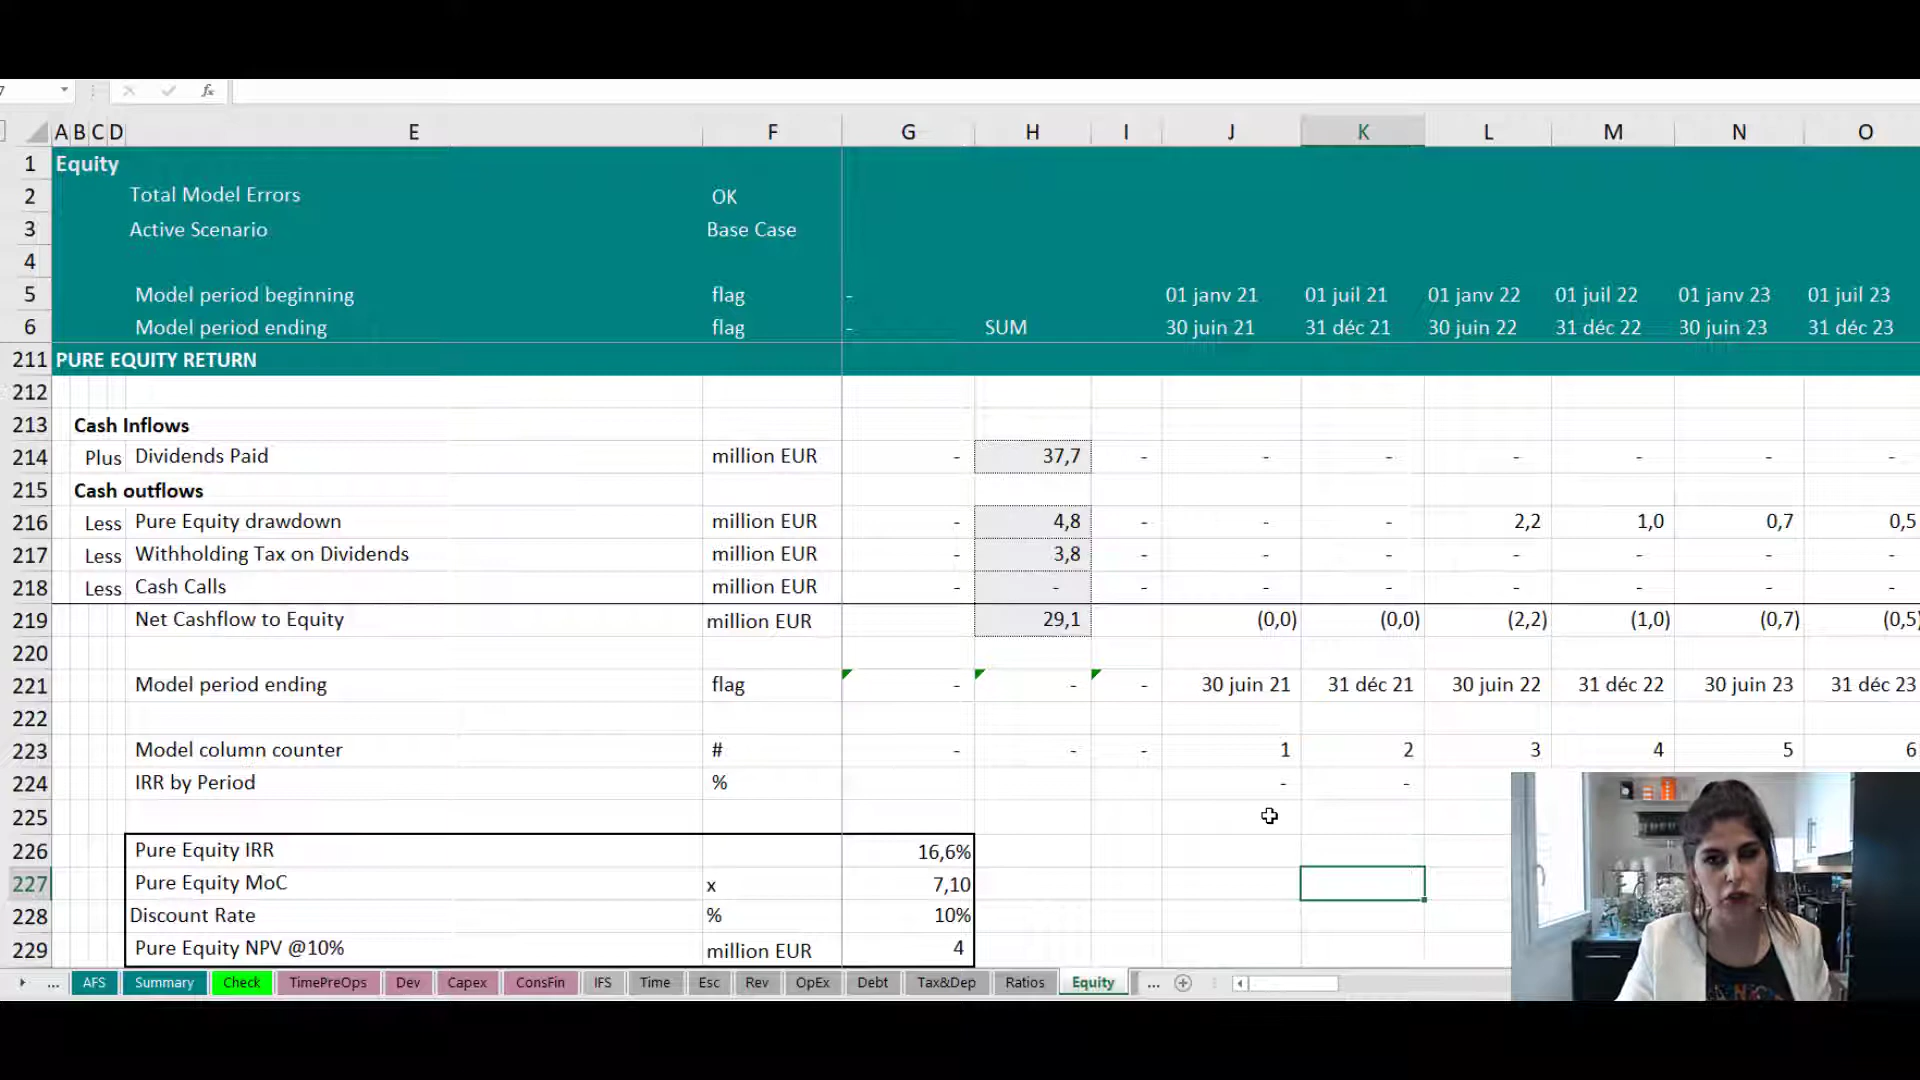 7 fx
A B C D E F G H I J K L M N O
1 Equity
2 Total Model Errors OK
3 Active Scenario Base Case
4
5 Model period beginning flag - 01 janv 21 01 juil 21 01 janv 22 01 juil 22 01 janv 23 01 juil 23
6 Model period ending flag - SUM 30 juin 21 31 déc 21 30 juin 22 31 déc 22 30 juin 23 31 déc 23
211 PURE EQUITY RETURN
212
213 Cash Inflows
214 Plus Dividends Paid million EUR - 37,7 - - - - - - -
215 Cash outflows
216 Less Pure Equity drawdown million EUR - 4,8 - - - 2,2 1,0 0,7 0,5
217 Less Withholding Tax on Dividends million EUR - 3,8 - - - - - - -
218 Less Cash Calls million EUR - - - - - - - - -
219 Net Cashflow to Equity million EUR 29,1 (0,0) (0,0) (2,2) (1,0) (0,7) (0,5
220
221 Model period ending flag - - - 30 juin 21 31 déc 21 30 juin 22 31 déc 22 30 juin 23 31 déc 23
222
223 Model column counter # - - - 1 2 3 4 5 6
224 IRR by Period % - -
225
226 Pure Equity IRR 16,6%
227 Pure Equity MoC x 7,10
228 Discount Rate % 10%
229 Pure Equity NPV @10% million EUR 4
... AFS Summary Check TimePreOps Dev Capex ConsFin IFS Time Esc Rev OpEx Debt Tax&Dep Ratios Equity ...